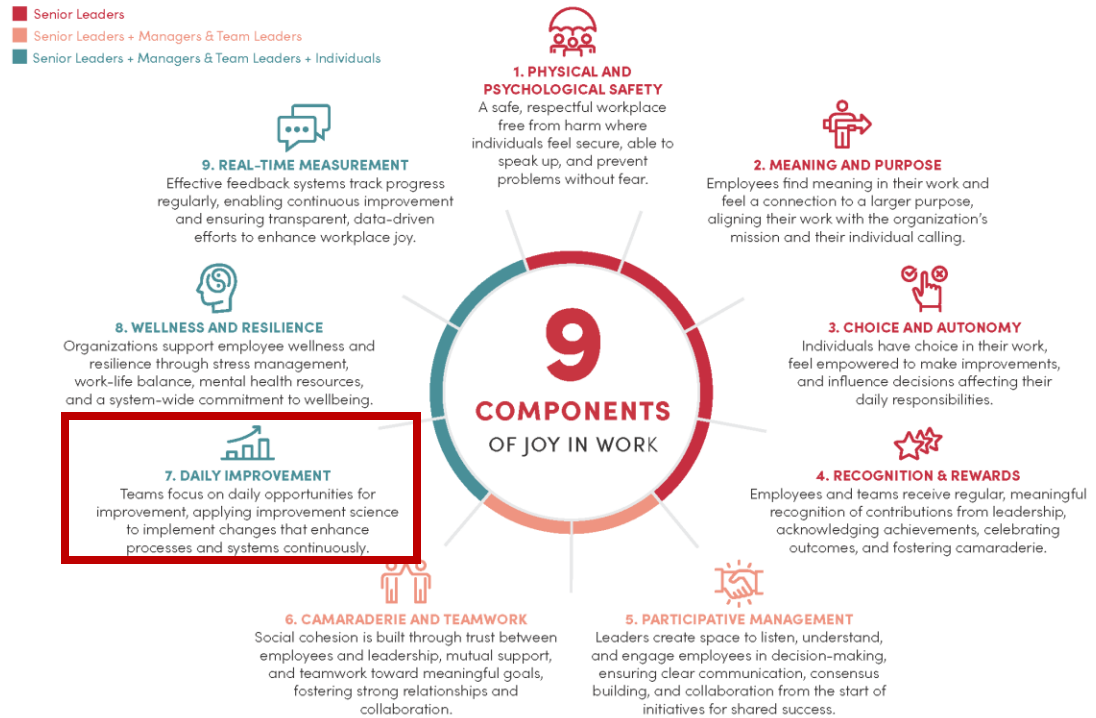 Senior Leaders
Senior Leaders + Managers & Team Leaders
Senior Leaders + Managers & Team Leaders + Individuals
1. PHYSICAL AND
PSYCHOLOGICAL SAFETY
A safe, respectful workplace
free from harm where
individuals feel secure, able to
speak up, and prevent
problems without fear.
2. MEANING AND PURPOSE
Employees find meaning in their work and
feel a connection to a larger purpose,
aligning their work with the organization's
mission and their individual calling.
3. CHOICE AND AUTONOMY
Individuals have choice in their work,
feel empowered to make improvements,
and influence decisions affecting their
daily responsibilities.
4. RECOGNITION & REWARDS
Employees and teams receive regular, meaningful
recognition of contributions from leadership,
acknowledging achievements, celebrating
outcomes, and fostering camaraderie.
5. PARTICIPATIVE MANAGEMENT
Leaders create space to listen, understand,
and engage employees in decision-making,
ensuring clear communication, consensus
building, and collaboration from the start of
initiatives for shared success.
6. CAMARADERIE AND TEAMWORK
Social cohesion is built through trust between
employees and leadership, mutual support,
and teamwork toward meaningful goals,
fostering strong relationships and
collaboration.
7. DAILY IMPROVEMENT
Teams focus on daily opportunities for
improvement, applying improvement science
to implement changes that enhance
processes and systems continuously.
8. WELLNESS AND RESILIENCE
Organizations support employee wellness and
resilience through stress management,
work-life balance, mental health resources,
and a system-wide commitment to wellbeing.
9. REAL-TIME MEASUREMENT
Effective feedback systems track progress
regularly, enabling continuous improvement
and ensuring transparent, data-driven
efforts to enhance workplace joy.
9
COMPONENTS
OF JOY IN WORK